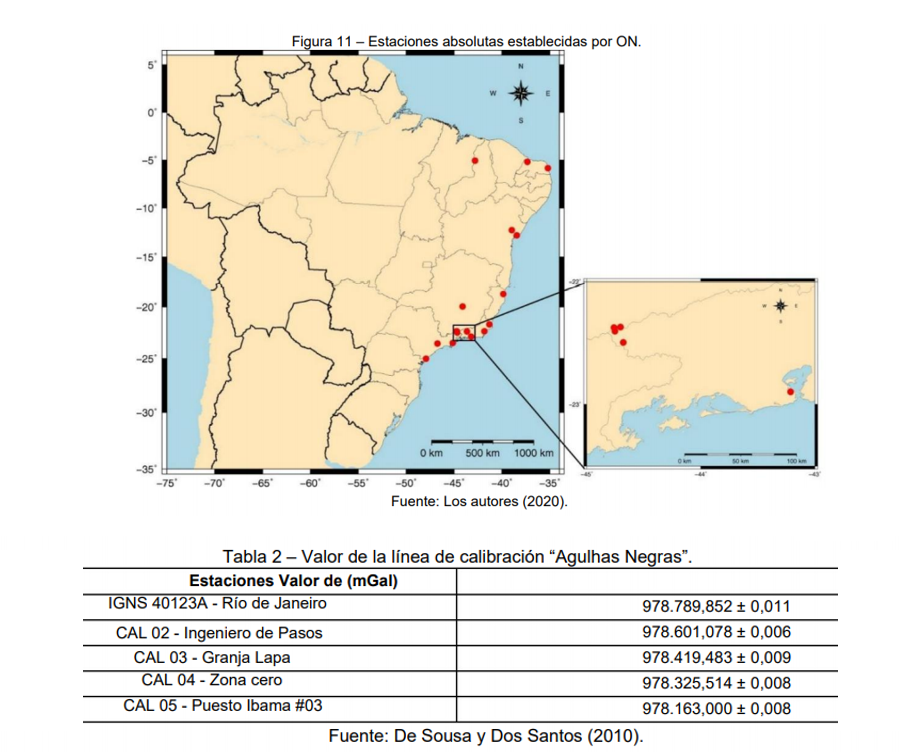 Figura 11 – Estaciones absolutas establecidas por ON.
N
W E
S
5°
0°
−5°
−10°
−15°
−20°
−25°
−30°
−35°
−75° −70° −65° −60° −55° −50° −45° −40° −35°
0 km 500 km 1000 km
−22°
N
W E
S
−23°
0 km 50 km 100 km
−45° −44° −43°
Fuente: Los autores (2020).
Tabla 2 – Valor de la línea de calibración “Agulhas Negras”.
Estaciones Valor de (mGal)
IGNS 40123A - Río de Janeiro 978.789,852 ± 0,011
CAL 02 - Ingeniero de Pasos 978.601,078 ± 0,006
CAL 03 - Granja Lapa 978.419,483 ± 0,009
CAL 04 - Zona cero 978.325,514 ± 0,008
CAL 05 - Puesto Ibama #03 978.163,000 ± 0,008
Fuente: De Sousa y Dos Santos (2010).